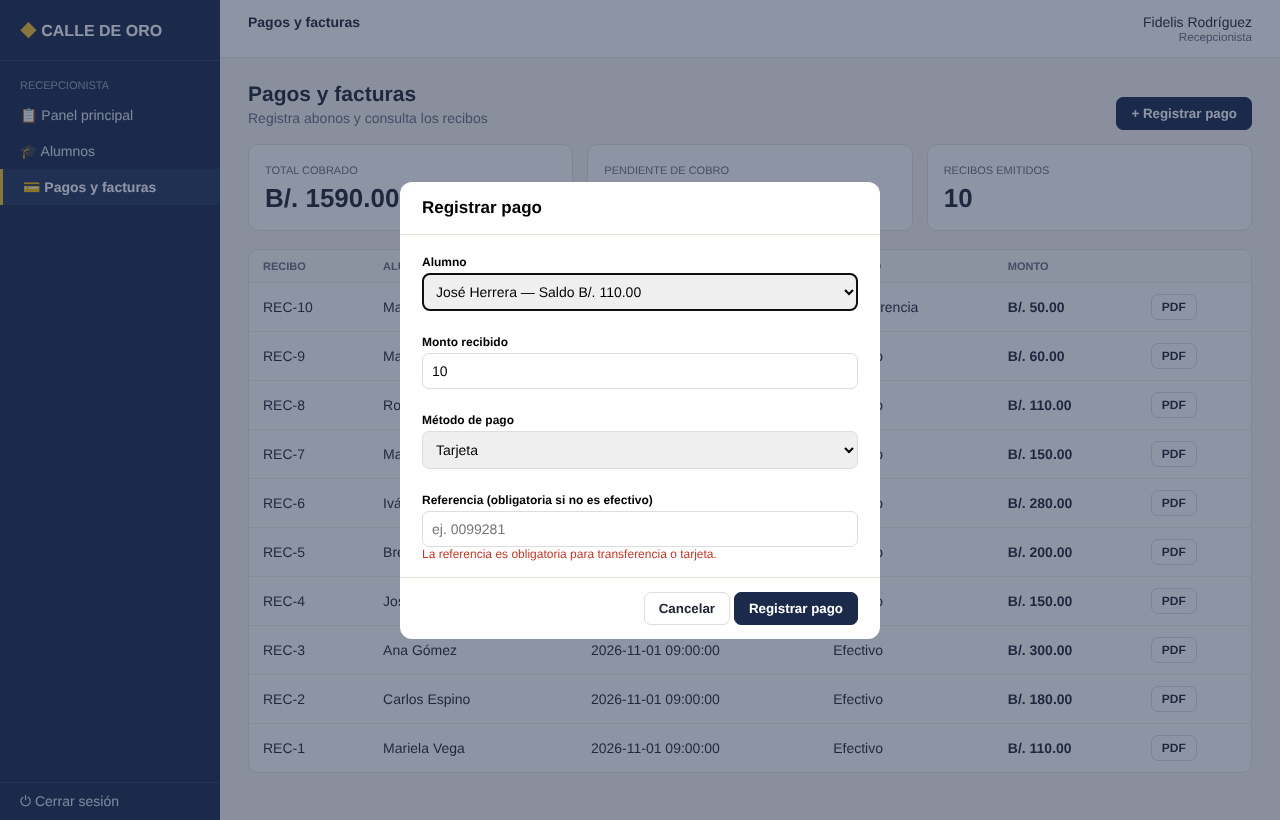 CALLE DE ORO
RECEPCIONISTA
Panel principal
Alumnos
Pagos y facturas
Cerrar sesión
Pagos y facturas
Fidelis Rodríguez
Recepcionista
Pagos y facturas
Registra abonos y consulta los recibos
+ Registrar pago
TOTAL COBRADO
B/. 1590.00
PENDIENTE DE COBRO
RECIBOS EMITIDOS
10
RECIBO MONTO
REC-10 B/. 50.00 PDF
REC-9 B/. 60.00 PDF
REC-8 B/. 110.00 PDF
REC-7 B/. 150.00 PDF
REC-6 B/. 280.00 PDF
REC-5 B/. 200.00 PDF
REC-4 B/. 150.00 PDF
REC-3 Ana Gómez 2026-11-01 09:00:00 Efectivo B/. 300.00 PDF
REC-2 Carlos Espino 2026-11-01 09:00:00 Efectivo B/. 180.00 PDF
REC-1 Mariela Vega 2026-11-01 09:00:00 Efectivo B/. 110.00 PDF
Registrar pago
Alumno
José Herrera — Saldo B/. 110.00
Monto recibido
10
Método de pago
Tarjeta
Referencia (obligatoria si no es efectivo)
ej. 0099281
La referencia es obligatoria para transferencia o tarjeta.
Cancelar
Registrar pago